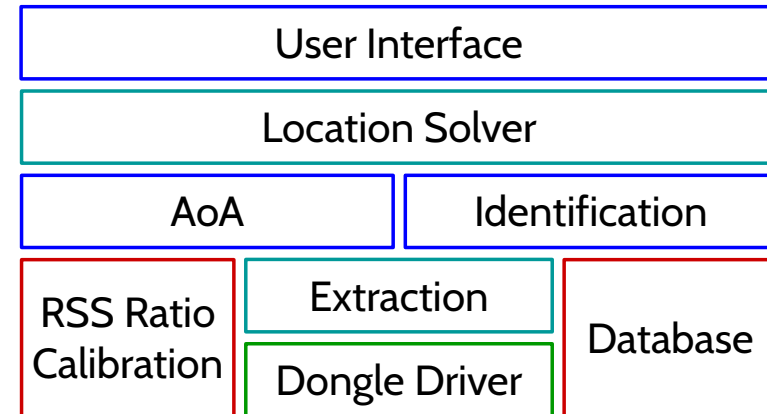 User Interface
Location Solver
AoA
Identification
RSS Ratio
Calibration
Extraction
Dongle Driver
Database